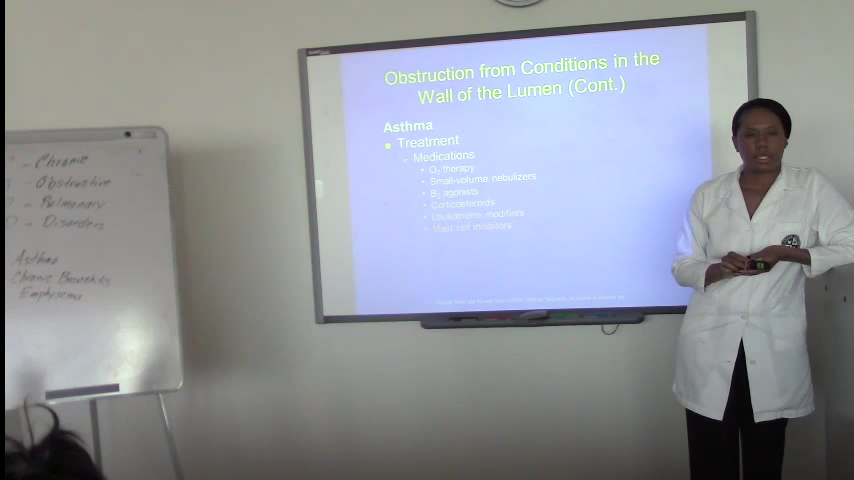 Obstruction from Conditions in the
Wall of the Lumen (Cont.)
Asthma
Treatment
Medications
O₂ therapy
Small-volume nebulizers
B₂ agonists
Corticosteroids
Leukotriene modifiers
Mast cell inhibitors
- Chronic
- Obstructive
- Pulmonary
D - Disorders
Asthma
Chronic Bronchitis
Emphysema